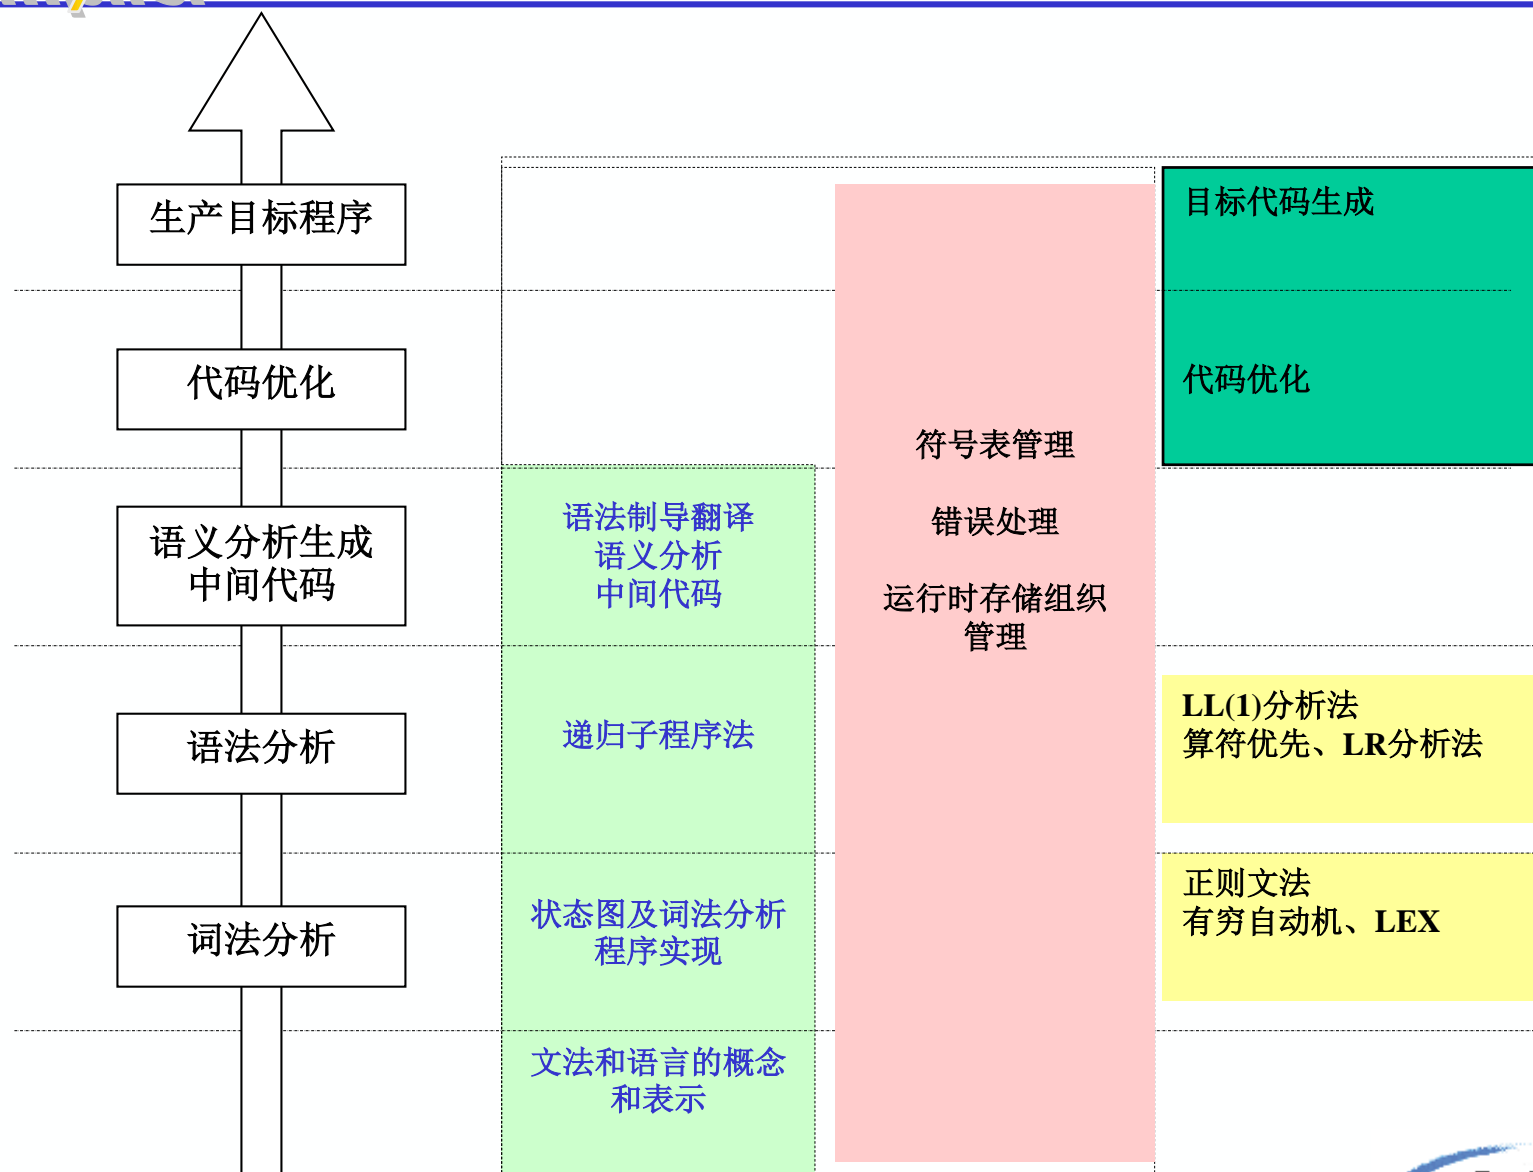 生产目标程序
目标代码生成
代码优化
代码优化
符号表管理
错误处理
运行时存储组织
管理
语义分析生成
中间代码
语法制导翻译
语义分析
中间代码
语法分析
递归子程序法
LL(1)分析法
算符优先、LR分析法
词法分析
状态图及词法分析
程序实现
正则文法
有穷自动机、LEX
文法和语言的概念
和表示